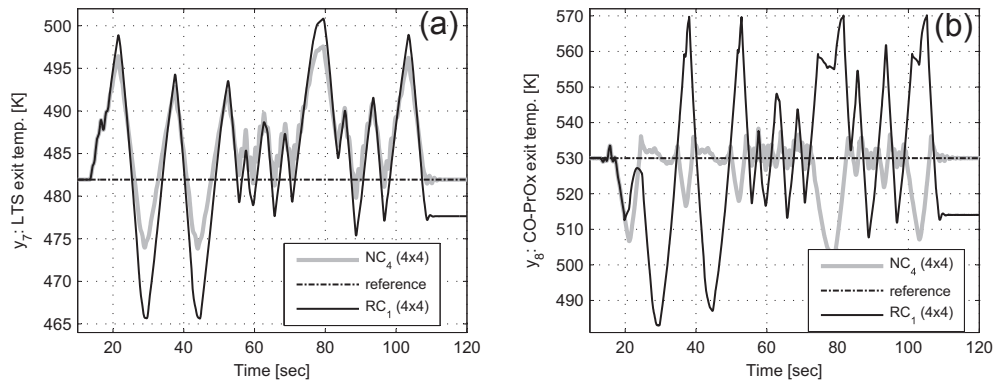 (a)
500
495
490
485
480
475
470
465
y7: LTS exit temp. [K]
NC4 (4x4)
reference
RC1 (4x4)
20 40 60 80 100 120
Time [sec]
(b)
570
560
550
540
530
520
510
500
490
y8: CO-PrOx exit temp. [K]
NC4 (4x4)
reference
RC1 (4x4)
20 40 60 80 100 120
Time [sec]